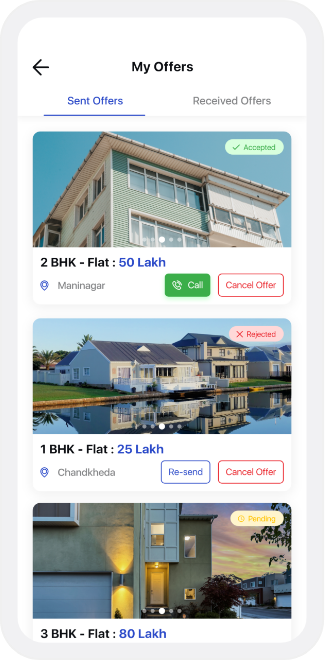 My Offers
Sent Offers Received Offers
Accepted
2 BHK - Flat : 50 Lakh
Maninagar Call Cancel Offer
Rejected
1 BHK - Flat : 25 Lakh
Chandkheda Re-send Cancel Offer
Pending
3 BHK - Flat : 80 Lakh